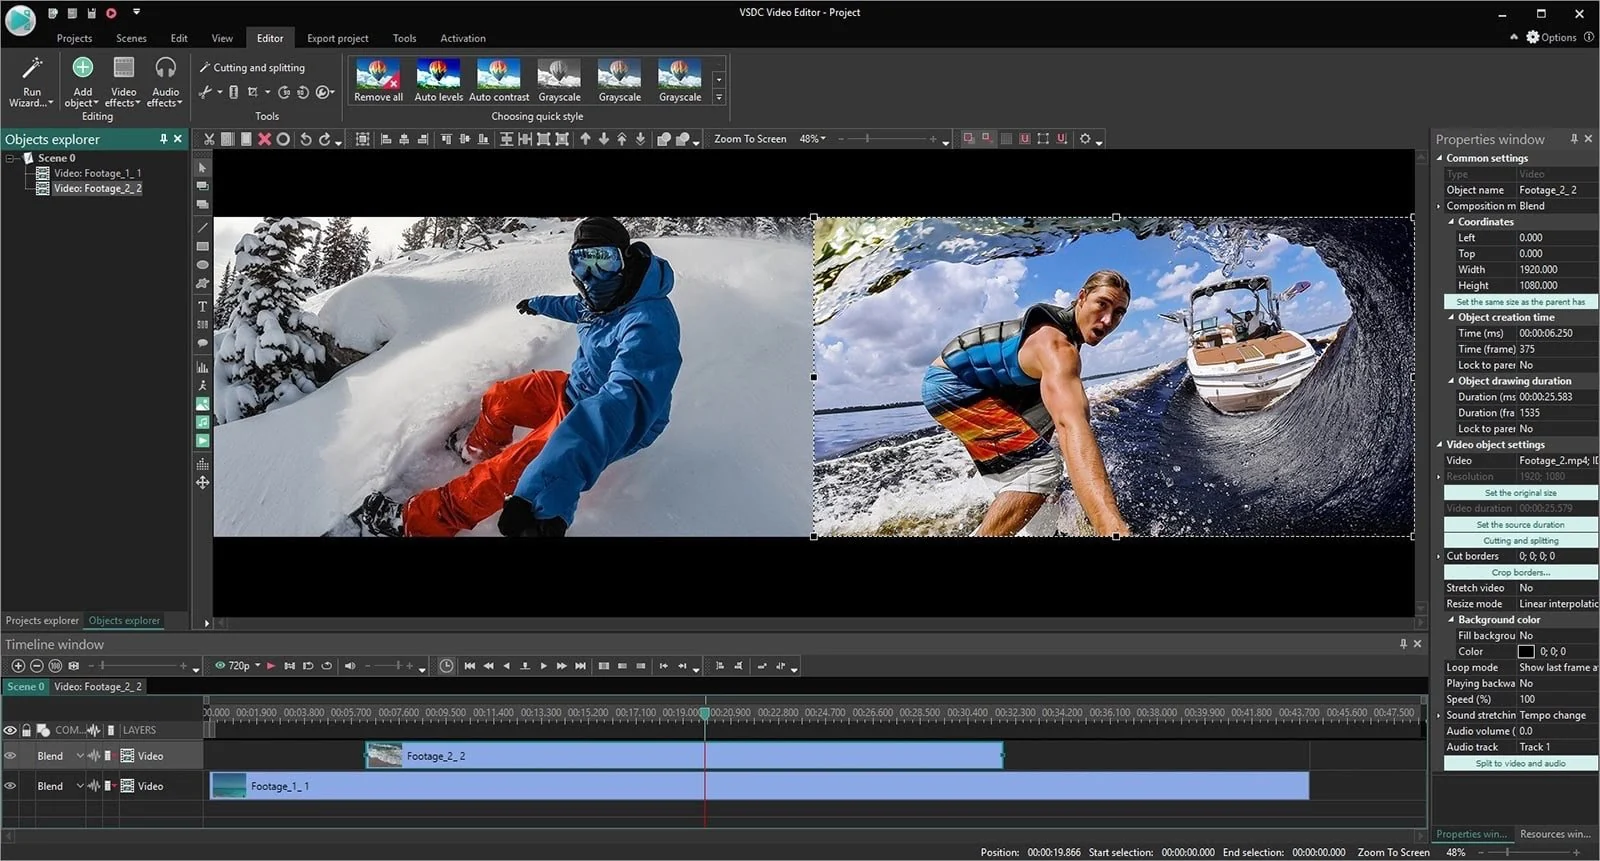 VSDC Video Editor - Project
Projects Scenes Edit View Editor Export project Tools Activation
Options
Run Wizard...
Add object
Video effects
Audio effects
Editing
Cutting and splitting
Tools
Remove all Auto levels Auto contrast Grayscale Grayscale Grayscale
Choosing quick style
Objects explorer
Scene 0
Video: Footage_1_ 1
Video: Footage_2_ 2
Zoom To Screen 48%
T
Projects explorer Objects explorer
Properties window
Common settings
Type Video
Object name Footage_2_ 2
Composition m Blend
Coordinates
Left 0.000
Top 0.000
Width 1920.000
Height 1080.000
Set the same size as the parent has
Object creation time
Time (ms) 00:00:06.250
Time (frame) 375
Lock to parer No
Object drawing duration
Duration (ms 00:00:25.583
Duration (fra 1535
Lock to parer No
Video object settings
Video Footage_2.mp4; ID
Resolution 1920; 1080
Set the original size
Video duration 00:00:25.579
Set the source duration
Cutting and splitting
Cut borders 0; 0; 0; 0
Crop borders...
Stretch video No
Resize mode Linear interpolatic
Background color
Fill backgrou No
Color 0; 0; 0
Loop mode Show last frame a
Playing backwa No
Speed (%) 100
Sound stretchin Tempo change
Audio volume ( 0.0
Audio track Track 1
Split to video and audio
Properties win... Resources win...
Timeline window
720p
Scene 0 Video: Footage_2_ 2
00.000 00:01.900 00:03.800 00:05.700 00:07.600 00:09.500 00:11.400 00:13.300 00:15.200 00:17.100 00:19.000 00:20.900 00:22.800 00:24.700 00:26.600 00:28.500 00:30.400 00:32.300 00:34.200 00:36.100 00:38.000 00:39.900 00:41.800 00:43.700 00:45.600 00:47.500
COM... LAYERS
Blend Video Footage_2_ 2
Blend Video Footage_1_ 1
Position: 00:00:19.866 Start selection: 00:00:00.000 End selection: 00:00:00.000 Zoom To Screen 48%